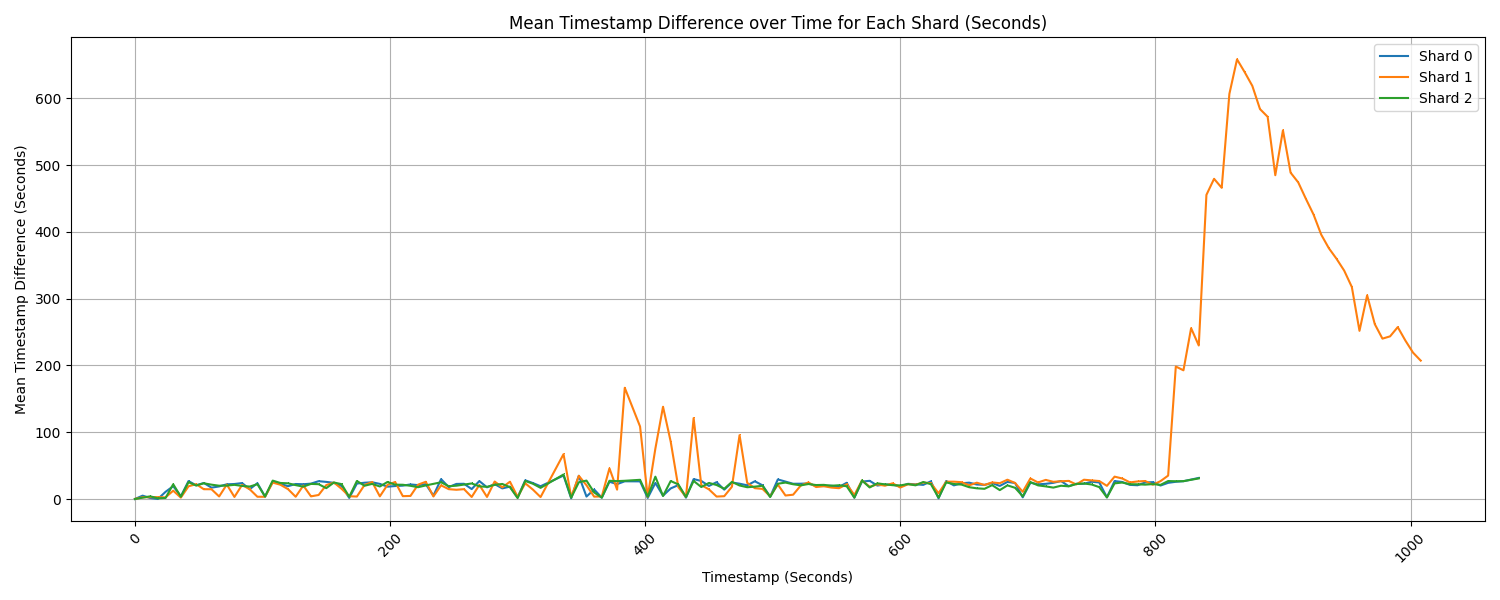 Mean Timestamp Difference over Time for Each Shard (Seconds)
Shard 0
Shard 1
Shard 2
Mean Timestamp Difference (Seconds)
600
500
400
300
200
100
0
0
200
400
600
800
1000
Timestamp (Seconds)